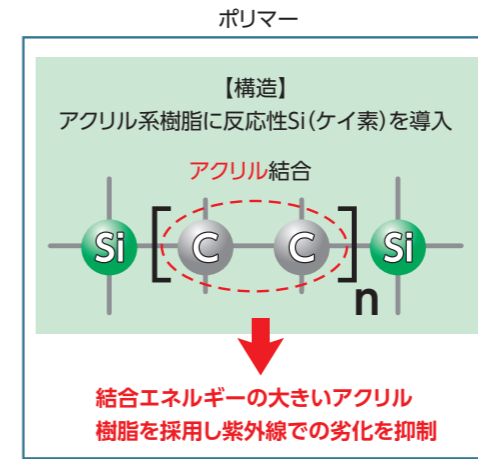 ポリマー
【構造】
アクリル系樹脂に反応性Si(ケイ素)を導入
アクリル結合
Si [ C C ] Si
n
結合エネルギーの大きいアクリル
樹脂を採用し紫外線での劣化を抑制